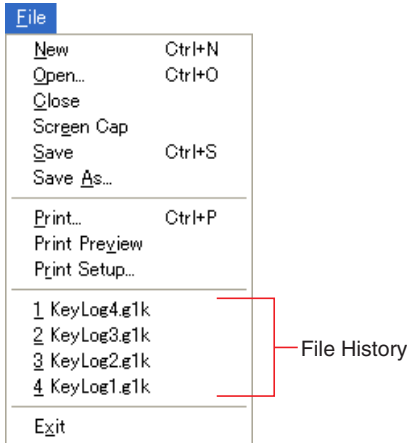 File
New Ctrl+N
Open... Ctrl+O
Close
Screen Cap
Save Ctrl+S
Save As...
Print... Ctrl+P
Print Preview
Print Setup...
1 KeyLog4.g1k
2 KeyLog3.g1k
3 KeyLog2.g1k
4 KeyLog1.g1k
File History
Exit